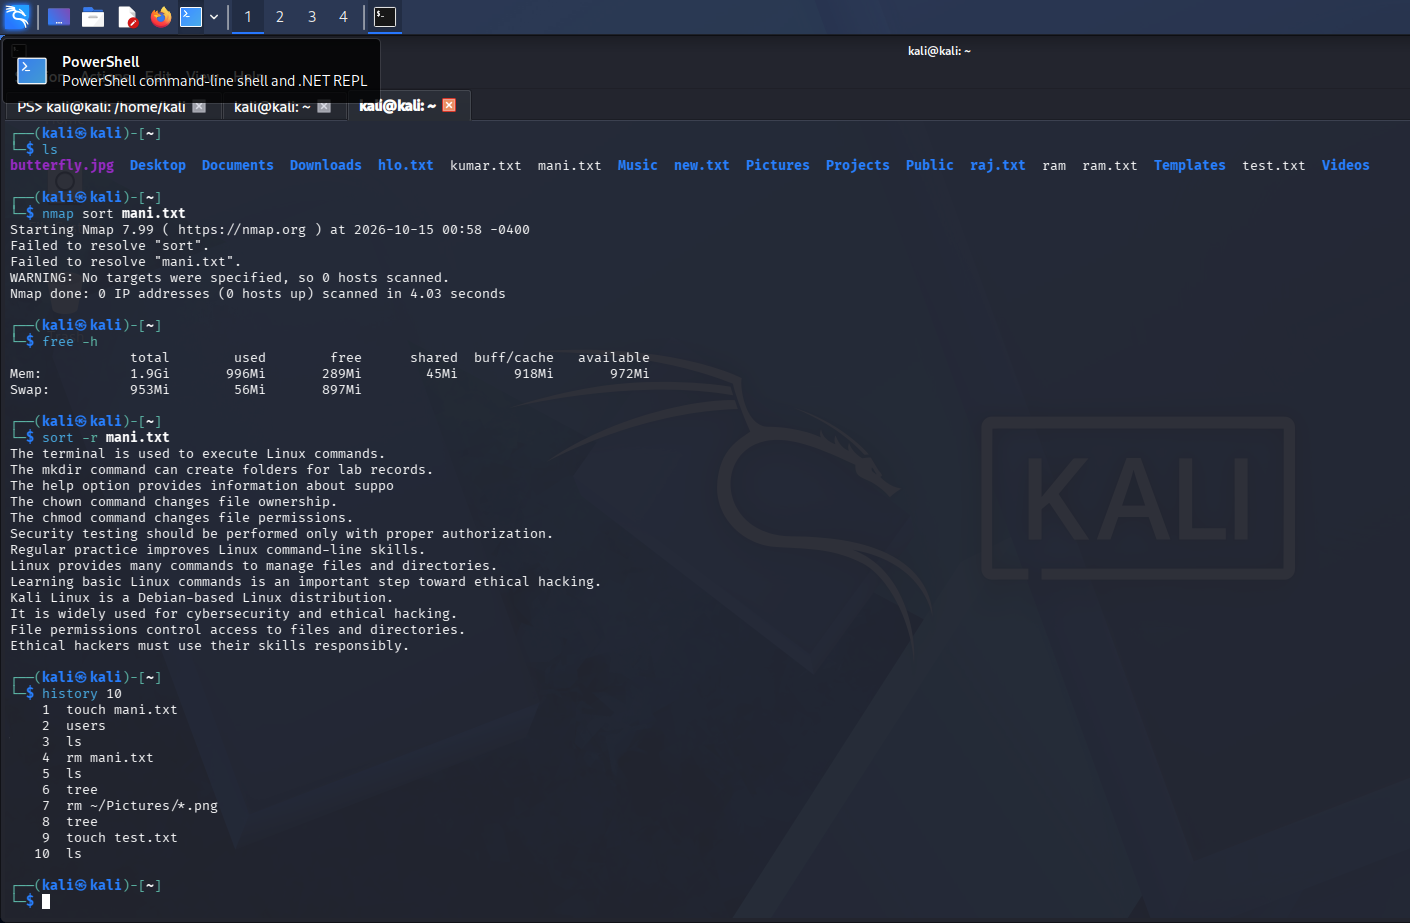 1 2 3 4
kali@kali: ~
PowerShell
PowerShell command-line shell and .NET REPL
PS> kali@kali: /home/kali
kali@kali: ~
kali@kali: ~
┌──(kali㉿kali)-[~]
└─$ ls
butterfly.jpg Desktop Documents Downloads hlo.txt kumar.txt mani.txt Music new.txt Pictures Projects Public raj.txt ram ram.txt Templates test.txt Videos
┌──(kali㉿kali)-[~]
└─$ nmap sort mani.txt
Starting Nmap 7.99 ( https://nmap.org ) at 2026-10-15 00:58 -0400
Failed to resolve "sort".
Failed to resolve "mani.txt".
WARNING: No targets were specified, so 0 hosts scanned.
Nmap done: 0 IP addresses (0 hosts up) scanned in 4.03 seconds
┌──(kali㉿kali)-[~]
└─$ free -h
total used free shared buff/cache available
Mem: 1.9Gi 996Mi 289Mi 45Mi 918Mi 972Mi
Swap: 953Mi 56Mi 897Mi
┌──(kali㉿kali)-[~]
└─$ sort -r mani.txt
The terminal is used to execute Linux commands.
The mkdir command can create folders for lab records.
The help option provides information about suppo
The chown command changes file ownership.
The chmod command changes file permissions.
Security testing should be performed only with proper authorization.
Regular practice improves Linux command-line skills.
Linux provides many commands to manage files and directories.
Learning basic Linux commands is an important step toward ethical hacking.
Kali Linux is a Debian-based Linux distribution.
It is widely used for cybersecurity and ethical hacking.
File permissions control access to files and directories.
Ethical hackers must use their skills responsibly.
┌──(kali㉿kali)-[~]
└─$ history 10
1 touch mani.txt
2 users
3 ls
4 rm mani.txt
5 ls
6 tree
7 rm ~/Pictures/*.png
8 tree
9 touch test.txt
10 ls
┌──(kali㉿kali)-[~]
└─$
KALI